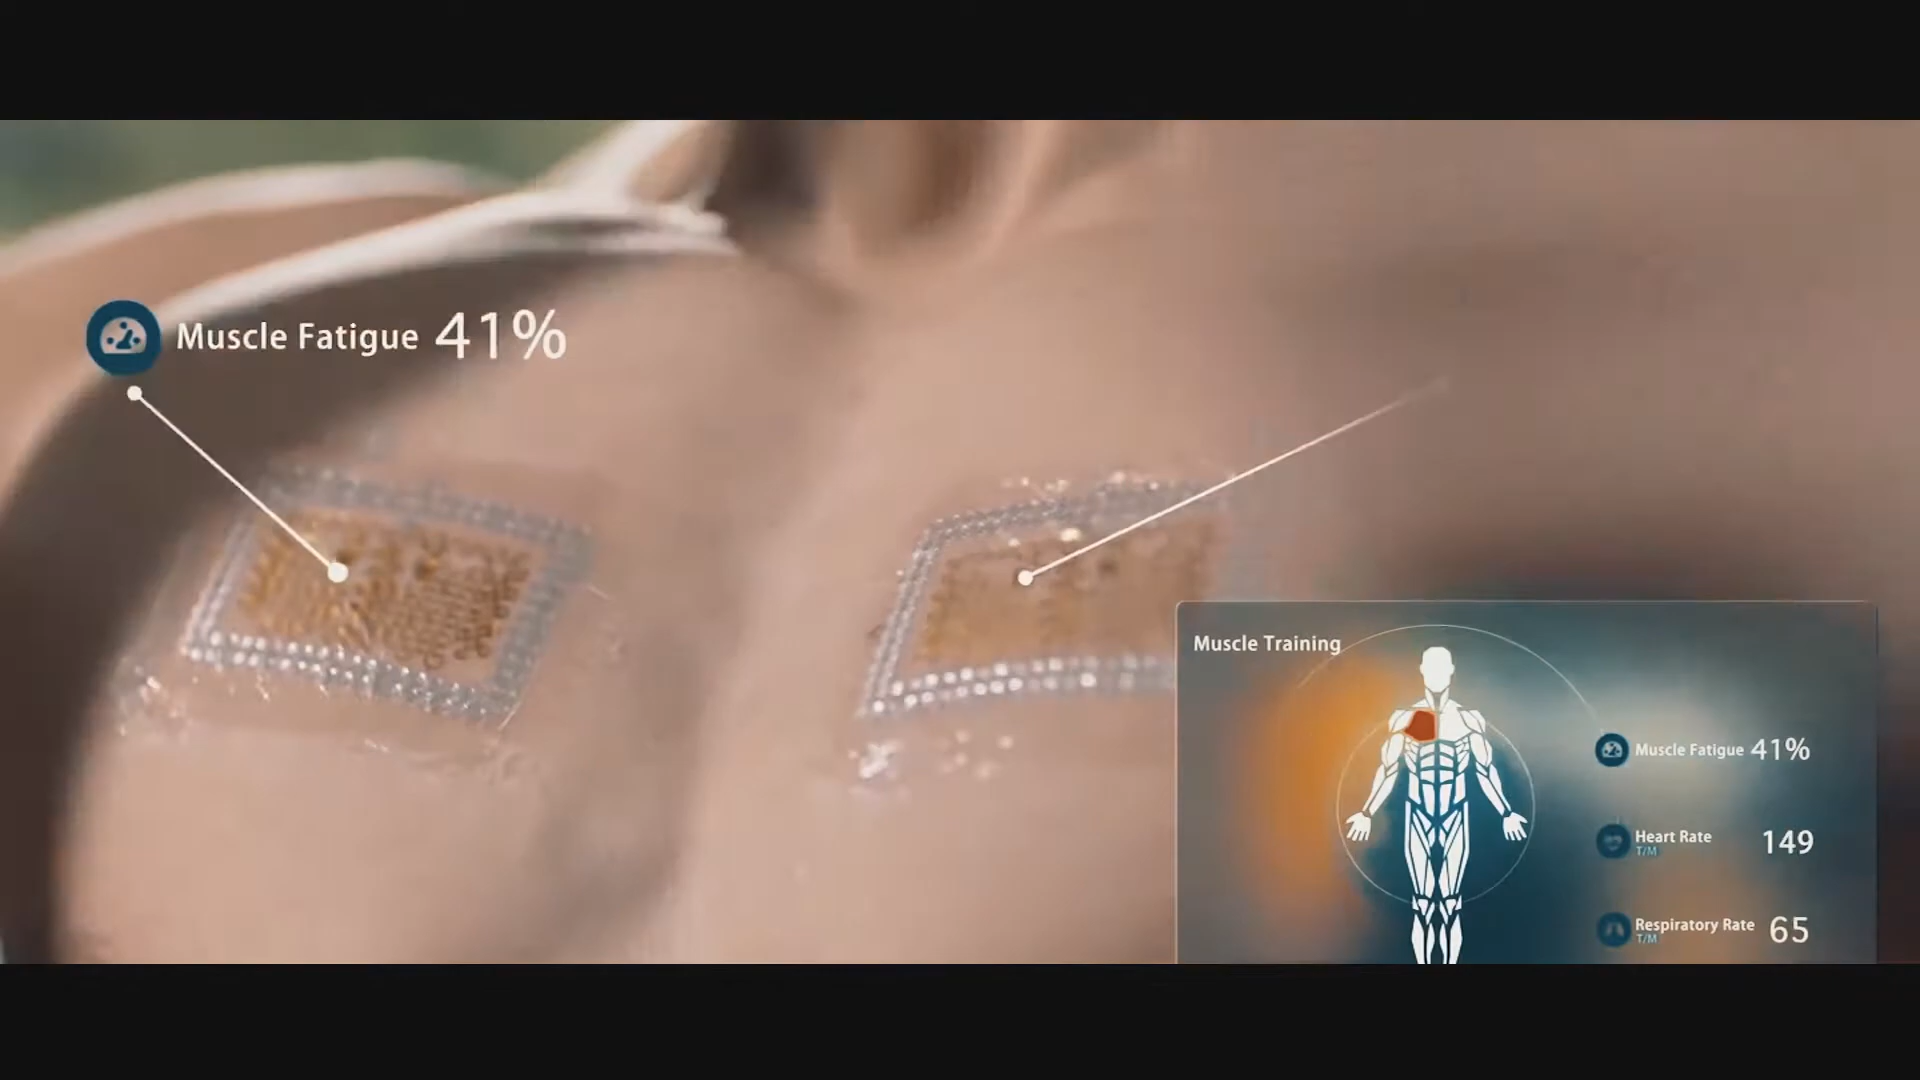 Muscle Fatigue 41%
Muscle Training
Muscle Fatigue 41%
Heart Rate 149
T/M
Respiratory Rate 65
T/M